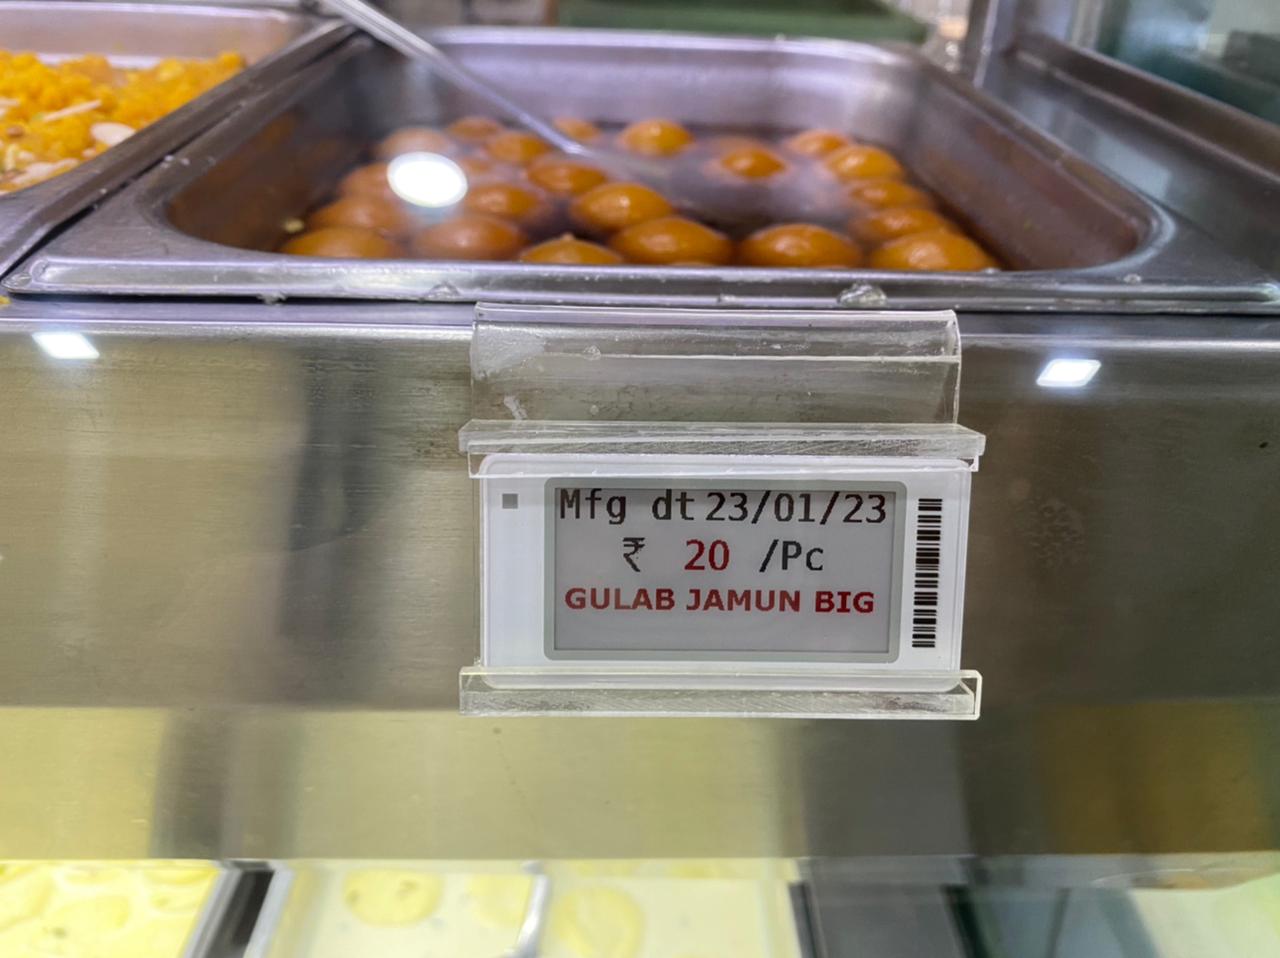 Mfg dt 23/01/23
₹ 20 /Pc
GULAB JAMUN BIG